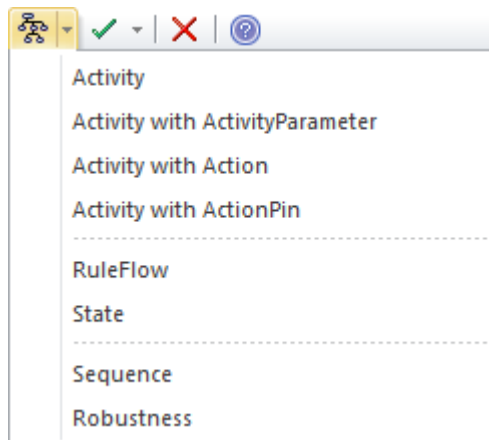 Activity
Activity with ActivityParameter
Activity with Action
Activity with ActionPin
RuleFlow
State
Sequence
Robustness